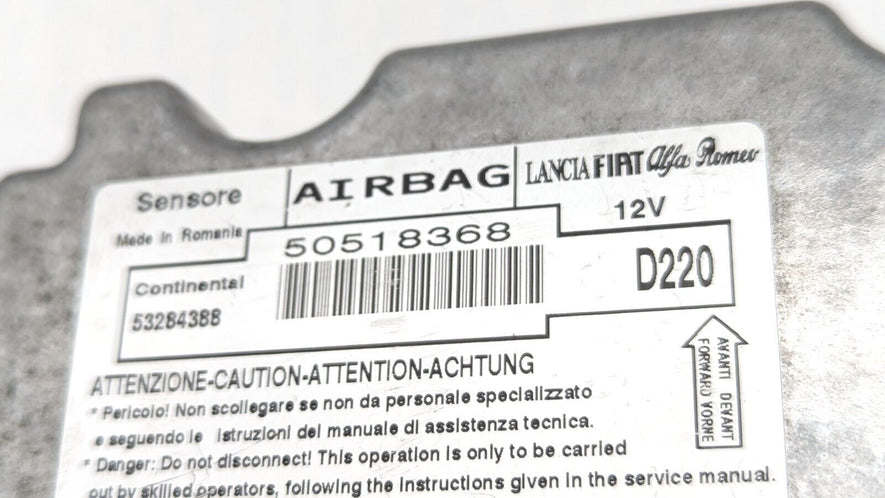 Sensore AIRBAG LANCIA FIAT Alfa Romeo
Made in Romania 50518368 12V
Continental D220
53284388
ATTENZIONE-CAUTION-ATTENTION-ACHTUNG
AVANTI DEVANT
FORWARD VORNE
* Pericolo! Non scollegare se non da personale specializzato
e seguendo le istruzioni del manuale di assistenza tecnica.
* Danger: Do not disconnect! This operation is only to be carried
out by skilled operators, following the instructions given in the service manual.